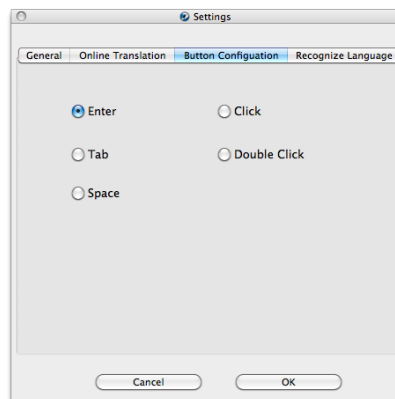 Settings
General Online Translation Button Configuation Recognize Language
Enter Click
Tab Double Click
Space
Cancel OK